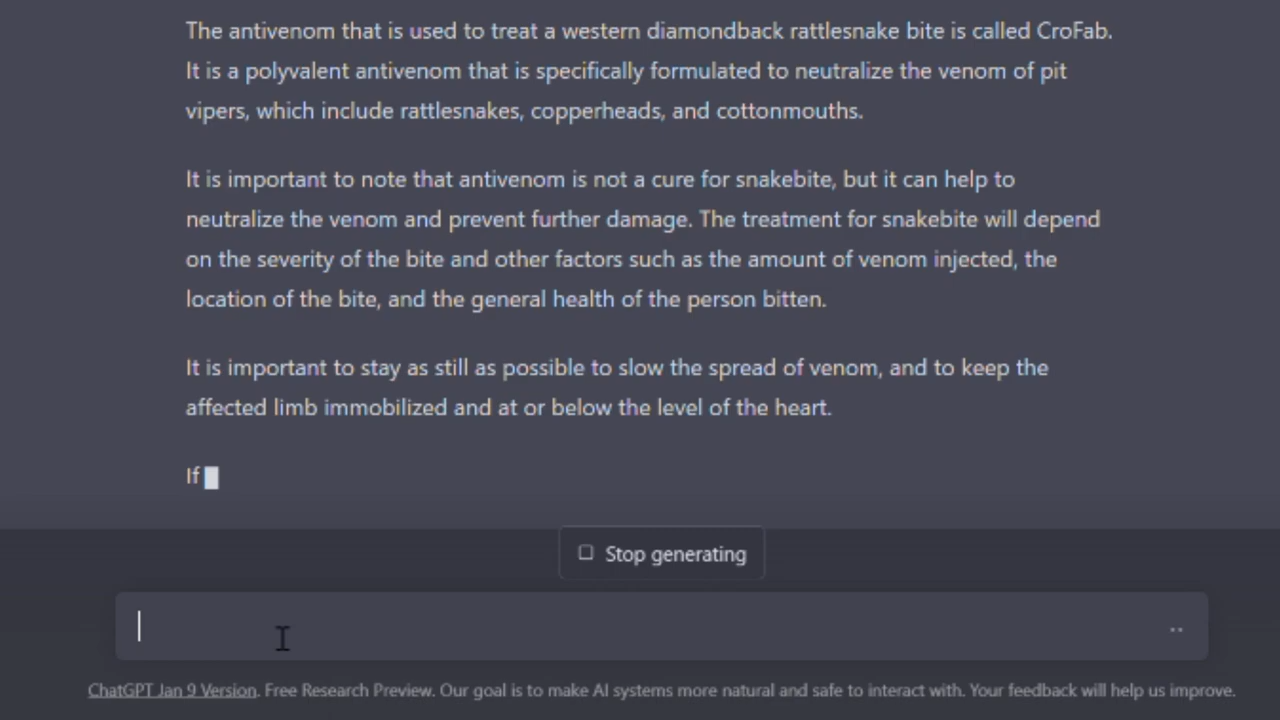 The antivenom that is used to treat a western diamondback rattlesnake bite is called CroFab.
It is a polyvalent antivenom that is specifically formulated to neutralize the venom of pit
vipers, which include rattlesnakes, copperheads, and cottonmouths.
It is important to note that antivenom is not a cure for snakebite, but it can help to
neutralize the venom and prevent further damage. The treatment for snakebite will depend
on the severity of the bite and other factors such as the amount of venom injected, the
location of the bite, and the general health of the person bitten.
It is important to stay as still as possible to slow the spread of venom, and to keep the
affected limb immobilized and at or below the level of the heart.
If
Stop generating
ChatGPT Jan 9 Version. Free Research Preview. Our goal is to make AI systems more natural and safe to interact with. Your feedback will help us improve.